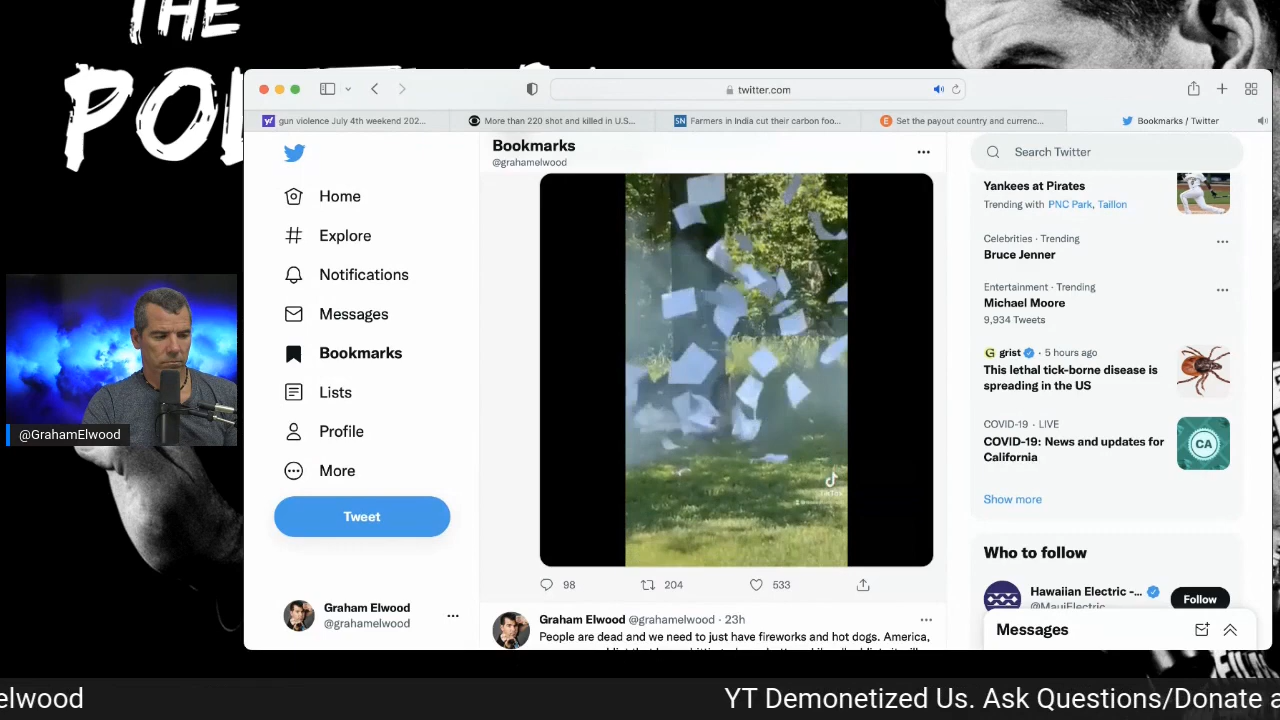 THE
twitter.com
gun violence July 4th weekend 202...
More than 220 shot and killed in U.S...
SN Farmers in India cut their carbon foo...
E Set the payout country and currenc...
Bookmarks / Twitter
Bookmarks
@grahamelwood
Home
Explore
Notifications
Messages
Bookmarks
Lists
Profile
More
Tweet
Graham Elwood
@grahamelwood
98
204
533
Graham Elwood @grahamelwood · 23h
People are dead and we need to just have fireworks and hot dogs. America,
Search Twitter
Yankees at Pirates
Trending with PNC Park, Taillon
Celebrities · Trending
Bruce Jenner
Entertainment · Trending
Michael Moore
9,934 Tweets
G grist · 5 hours ago
This lethal tick-borne disease is
spreading in the US
COVID-19 · LIVE
COVID-19: News and updates for
California
CA
Show more
Who to follow
Hawaiian Electric -...
@MauiElectric
Follow
Messages
@GrahamElwood
elwood
YT Demonetized Us. Ask Questions/Donate a